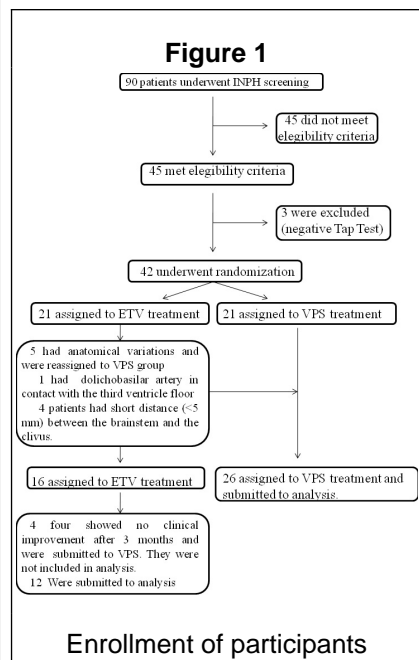 Figure 1
90 patients underwent INPH screening
45 did not meet
elegibility criteria
45 met elegibility criteria
3 were excluded
(negative Tap Test)
42 underwent randomization
21 assigned to ETV treatment
21 assigned to VPS treatment
5 had anatomical variations and
were reassigned to VPS group
1 had dolichobasilar artery in
contact with the third ventricle floor
4 patients had short distance (<5
mm) between the brainstem and the
clivus.
16 assigned to ETV treatment
26 assigned to VPS treatment and
submitted to analysis.
4 four showed no clinical
improvement after 3 months and
were submitted to VPS. They were
not included in analysis.
12 Were submitted to analysis
Enrollment of participants